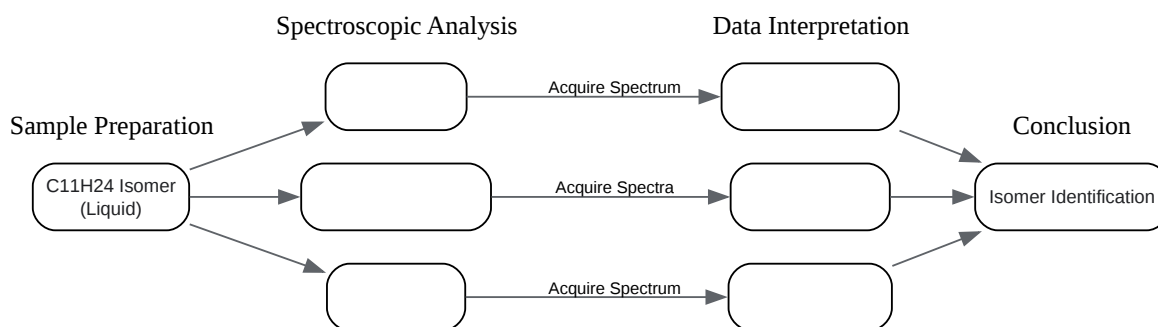 Spectroscopic Analysis
Data Interpretation
Acquire Spectrum
Sample Preparation
Conclusion
C11H24 Isomer
(Liquid)
Acquire Spectra
Isomer Identification
Acquire Spectrum